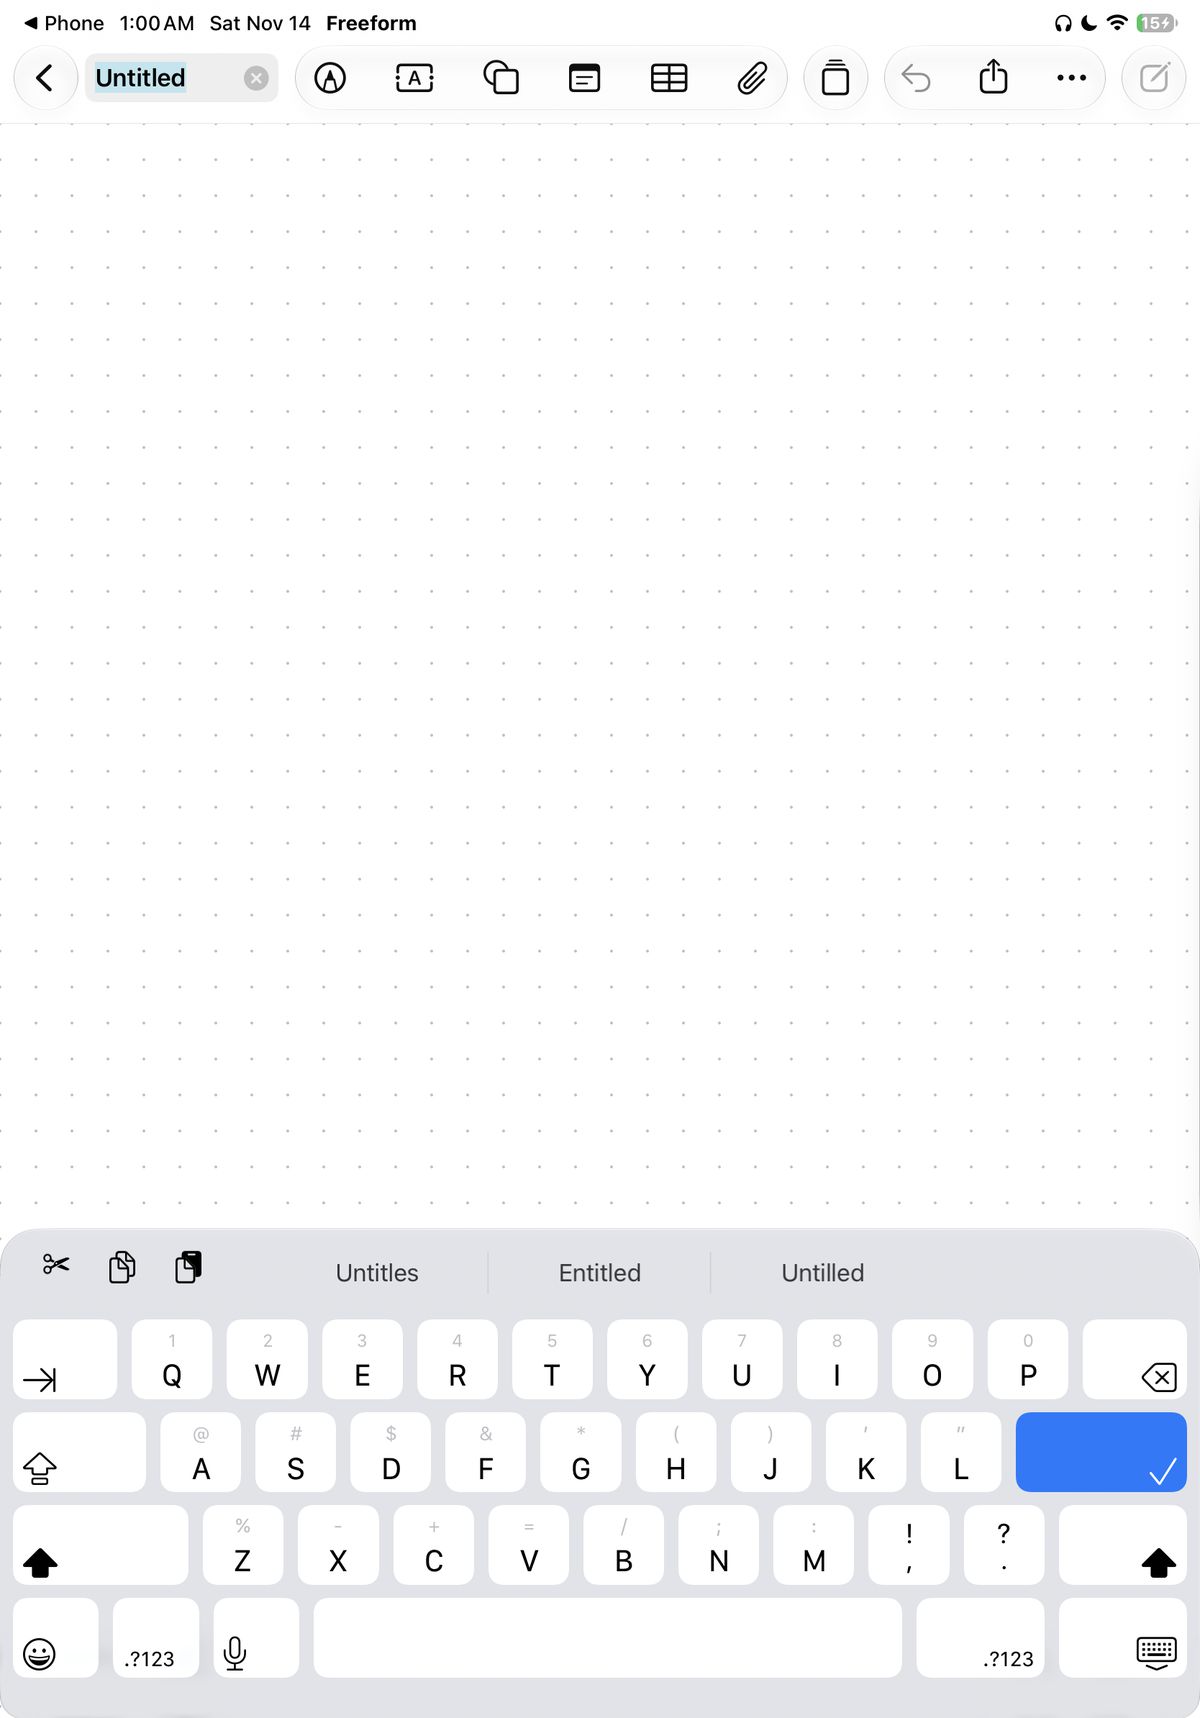 ◀ Phone 1:00 AM Sat Nov 14 Freeform 15
Untitled A
Untitles Entitled Untilled
1 2 3 4 5 6 7 8 9 0
Q W E R T Y U I O P
@ # $ & * ( ) ' "
A S D F G H J K L
% - + = / ; : ! ?
Z X C V B N M , .
.?123 .?123